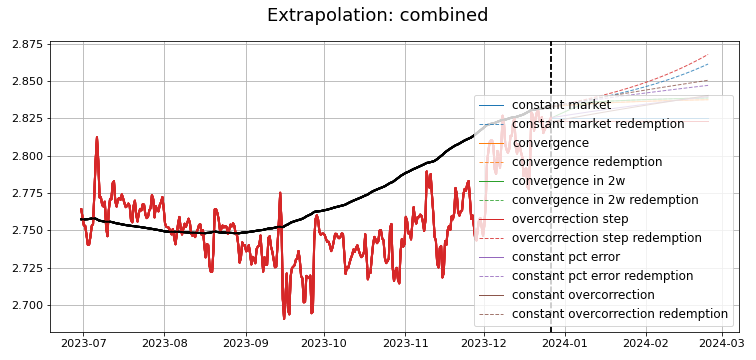 Extrapolation: combined
2.875
2.850
2.825
2.800
2.775
2.750
2.725
2.700
constant market
constant market redemption
convergence
convergence redemption
convergence in 2w
convergence in 2w redemption
overcorrection step
overcorrection step redemption
constant pct error
constant pct error redemption
constant overcorrection
constant overcorrection redemption
2023-07 2023-08 2023-09 2023-10 2023-11 2023-12 2024-01 2024-02 2024-03